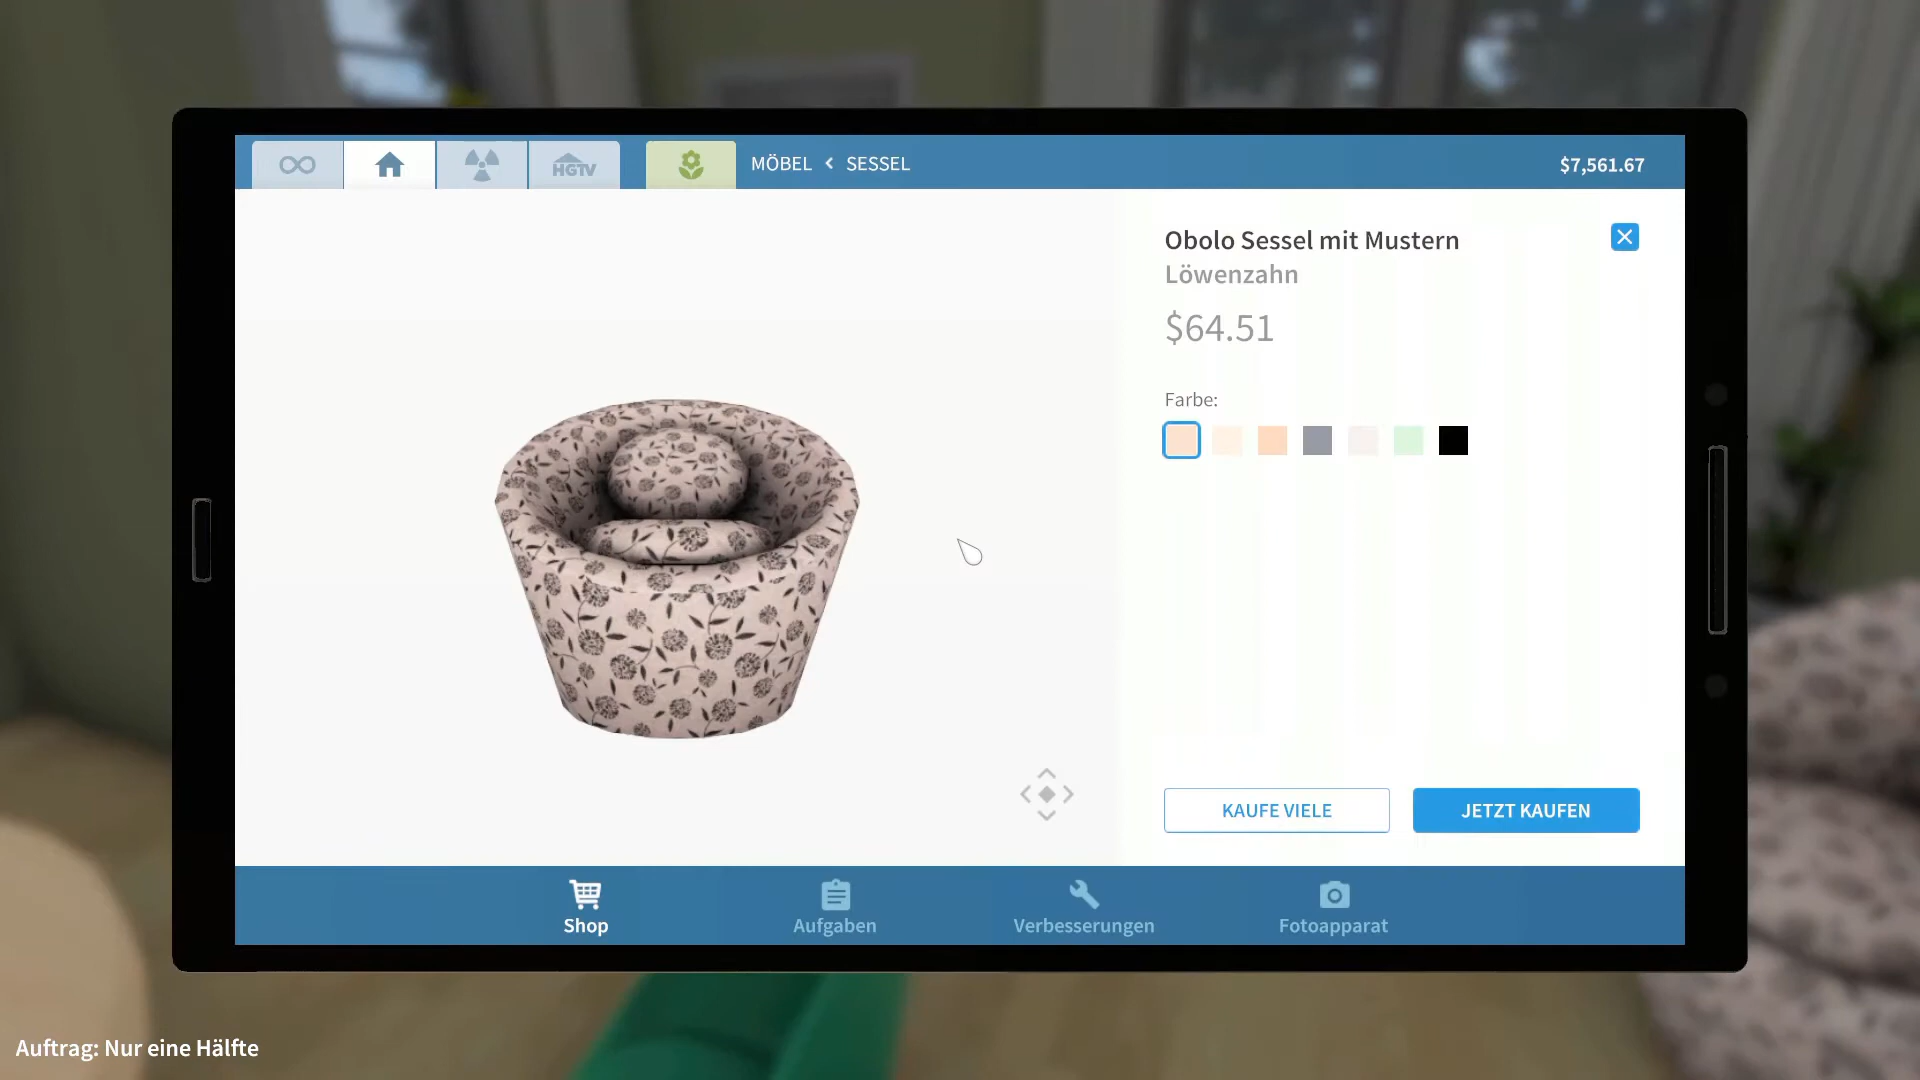 HGTV
MÖBEL < SESSEL
$7,561.67
Obolo Sessel mit Mustern
Löwenzahn
$64.51
Farbe:
KAUFE VIELE
JETZT KAUFEN
Shop
Aufgaben
Verbesserungen
Fotoapparat
Auftrag: Nur eine Hälfte